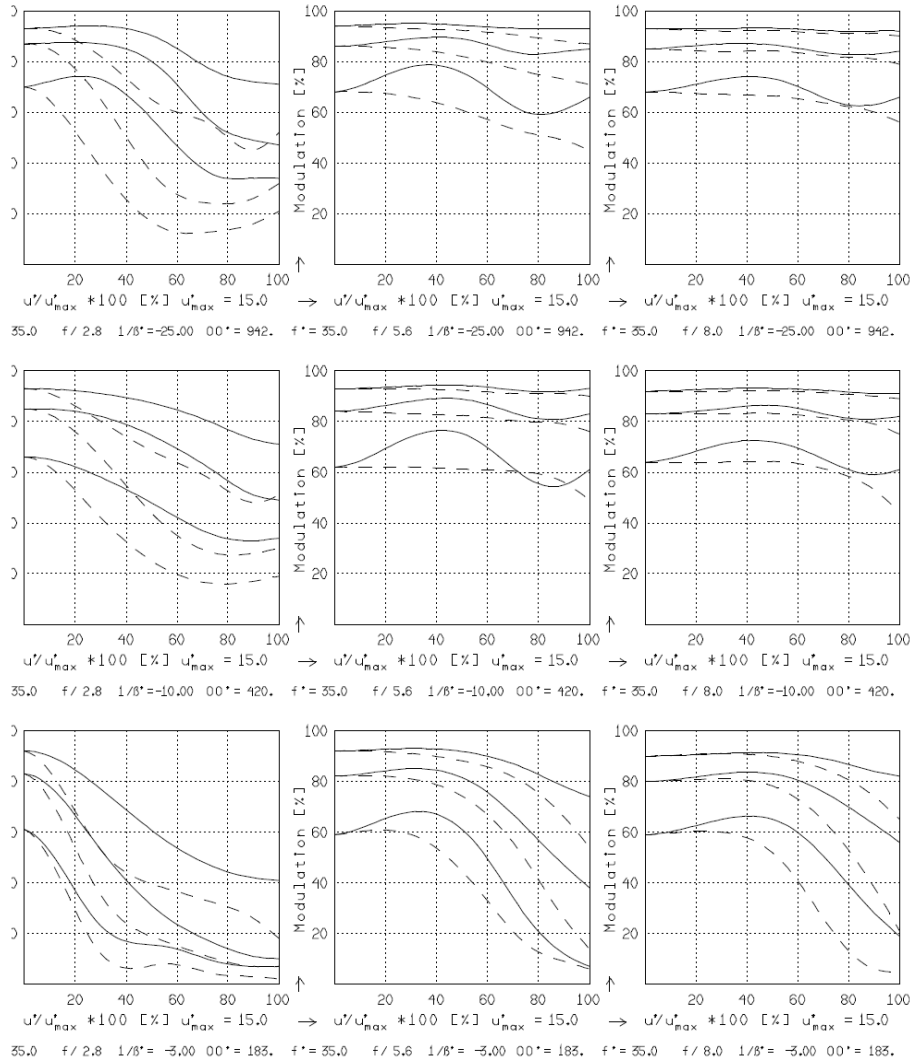 100 100
80 80
60 60
40 40
20 20
Modulation [%] Modulation [%]
20 40 60 80 100 20 40 60 80 100 20 40 60 80 100
u'/u'max *100 [%] u'max = 15.0 → u'/u'max *100 [%] u'max = 15.0 → u'/u'max *100 [%] u'max = 15.0
35.0 f/ 2.8 1/ß'=-25.00 OO'= 942. f'= 35.0 f/ 5.6 1/ß'=-25.00 OO'= 942. f'= 35.0 f/ 8.0 1/ß'=-25.00 OO'= 942.
100 100
80 80
60 60
40 40
20 20
Modulation [%] Modulation [%]
20 40 60 80 100 20 40 60 80 100 20 40 60 80 100
u'/u'max *100 [%] u'max = 15.0 → u'/u'max *100 [%] u'max = 15.0 → u'/u'max *100 [%] u'max = 15.0
35.0 f/ 2.8 1/ß'=-10.00 OO'= 420. f'= 35.0 f/ 5.6 1/ß'=-10.00 OO'= 420. f'= 35.0 f/ 8.0 1/ß'=-10.00 OO'= 420.
100 100
80 80
60 60
40 40
20 20
Modulation [%] Modulation [%]
20 40 60 80 100 20 40 60 80 100 20 40 60 80 100
u'/u'max *100 [%] u'max = 15.0 → u'/u'max *100 [%] u'max = 15.0 → u'/u'max *100 [%] u'max = 15.0
35.0 f/ 2.8 1/ß'= -3.00 OO'= 183. f'= 35.0 f/ 5.6 1/ß'= -3.00 OO'= 183. f'= 35.0 f/ 8.0 1/ß'= -3.00 OO'= 183.